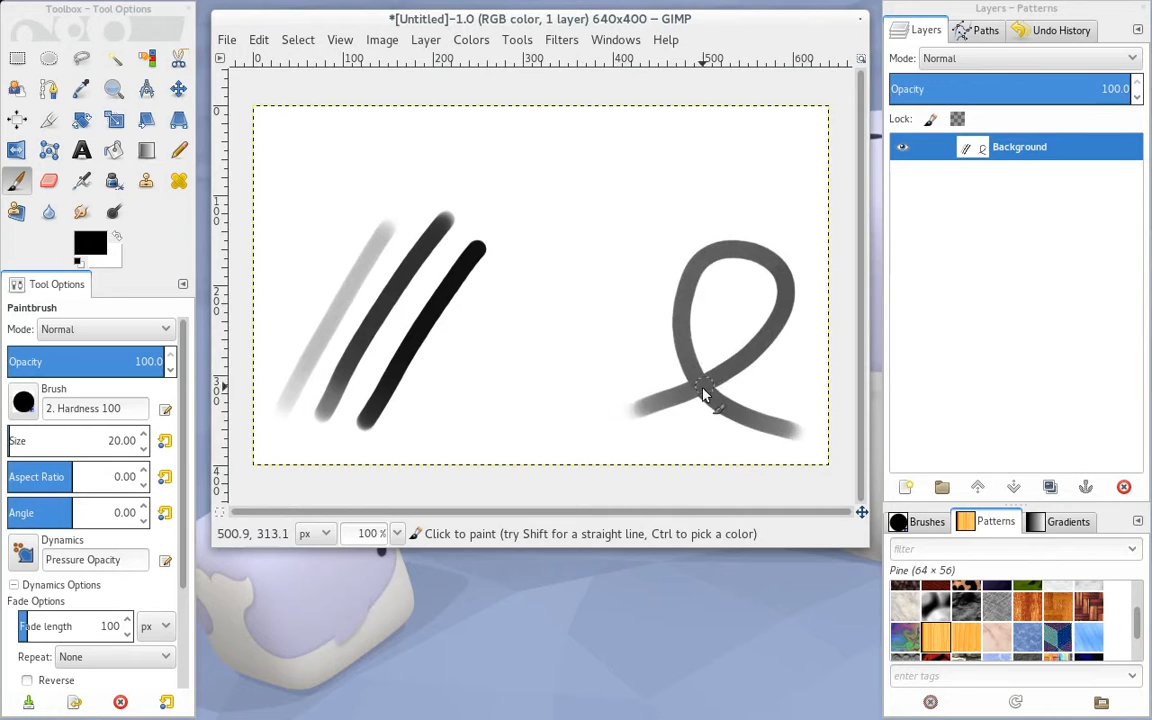 Toolbox - Tool Options
*[Untitled]-1.0 (RGB color, 1 layer) 640x400 – GIMP
Layers - Patterns
File Edit Select View Image Layer Colors Tools Filters Windows Help
Layers Paths Undo History
Mode: Normal
Opacity 100.0
Lock:
Background
0 100 200 300 400 500 600
0
100
200
300
400
Tool Options
Paintbrush
Mode: Normal
Opacity 100.0
Brush
2. Hardness 100
Size 20.00
Aspect Ratio 0.00
Angle 0.00
Dynamics
Pressure Opacity
Dynamics Options
Fade Options
Fade length 100 px
Repeat: None
Reverse
500.9, 313.1 px 100 % Click to paint (try Shift for a straight line, Ctrl to pick a color)
Brushes Patterns Gradients
filter
Pine (64 × 56)
enter tags